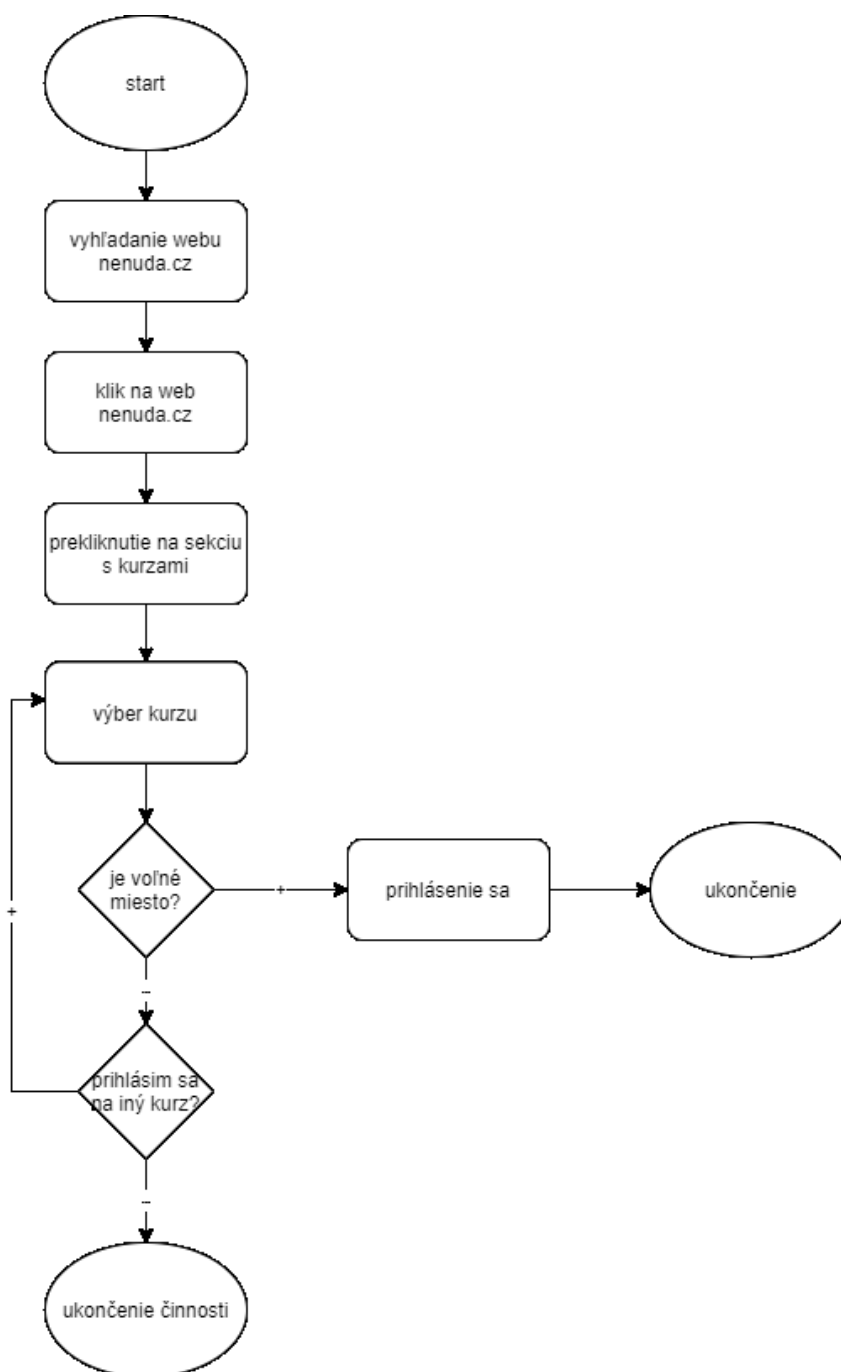 start
vyhľadanie webu
nenuda.cz
klik na web
nenuda.cz
prekliknutie na sekciu
s kurzami
výber kurzu
je voľné
miesto?
+
prihlásenie sa
ukončenie
+
--
prihlásim sa
na iný kurz?
--
ukončenie činnosti